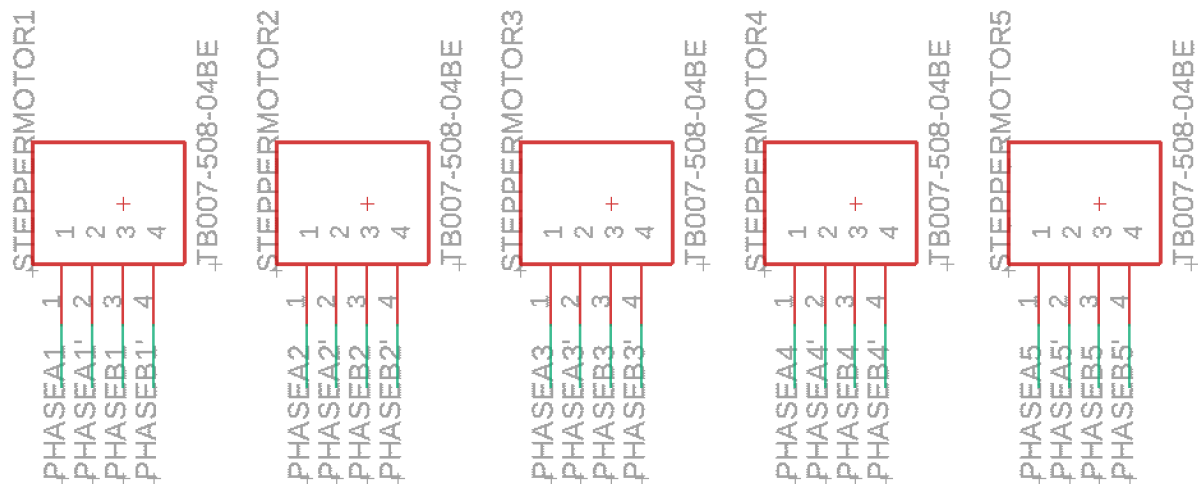 STEPPERMOTOR1
TB007-508-04BE
1 2 3 4
1 2 3 4
PHASEA1
PHASEA1'
PHASEB1
PHASEB1'
STEPPERMOTOR2
TB007-508-04BE
1 2 3 4
1 2 3 4
PHASEA2
PHASEA2'
PHASEB2
PHASEB2'
STEPPERMOTOR3
TB007-508-04BE
1 2 3 4
1 2 3 4
PHASEA3
PHASEA3'
PHASEB3
PHASEB3'
STEPPERMOTOR4
TB007-508-04BE
1 2 3 4
1 2 3 4
PHASEA4
PHASEA4'
PHASEB4
PHASEB4'
STEPPERMOTOR5
TB007-508-04BE
1 2 3 4
1 2 3 4
PHASEA5
PHASEA5'
PHASEB5
PHASEB5'